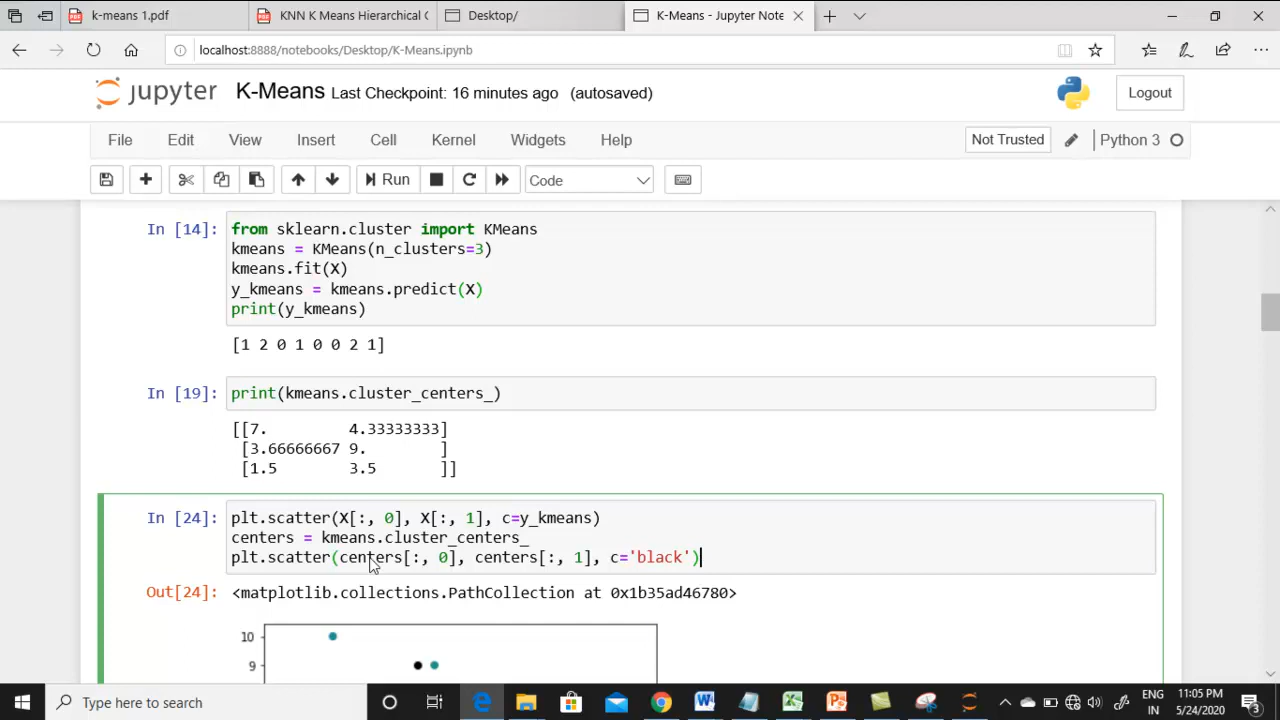 k-means 1.pdf
KNN K Means Hierarchical C
Desktop/
K-Means - Jupyter Note
localhost:8888/notebooks/Desktop/K-Means.ipynb
jupyter K-Means Last Checkpoint: 16 minutes ago (autosaved)
Logout
File Edit View Insert Cell Kernel Widgets Help
Not Trusted
Python 3
Run
Code
In [14]: from sklearn.cluster import KMeans
kmeans = KMeans(n_clusters=3)
kmeans.fit(X)
y_kmeans = kmeans.predict(X)
print(y_kmeans)
[1 2 0 1 0 0 2 1]
In [19]: print(kmeans.cluster_centers_)
[[7. 4.33333333]
[3.66666667 9. ]
[1.5 3.5 ]]
In [24]: plt.scatter(X[:, 0], X[:, 1], c=y_kmeans)
centers = kmeans.cluster_centers_
plt.scatter(centers[:, 0], centers[:, 1], c='black')
Out[24]: <matplotlib.collections.PathCollection at 0x1b35ad46780>
10
9
Type here to search
ENG
IN
11:05 PM
5/24/2020
3